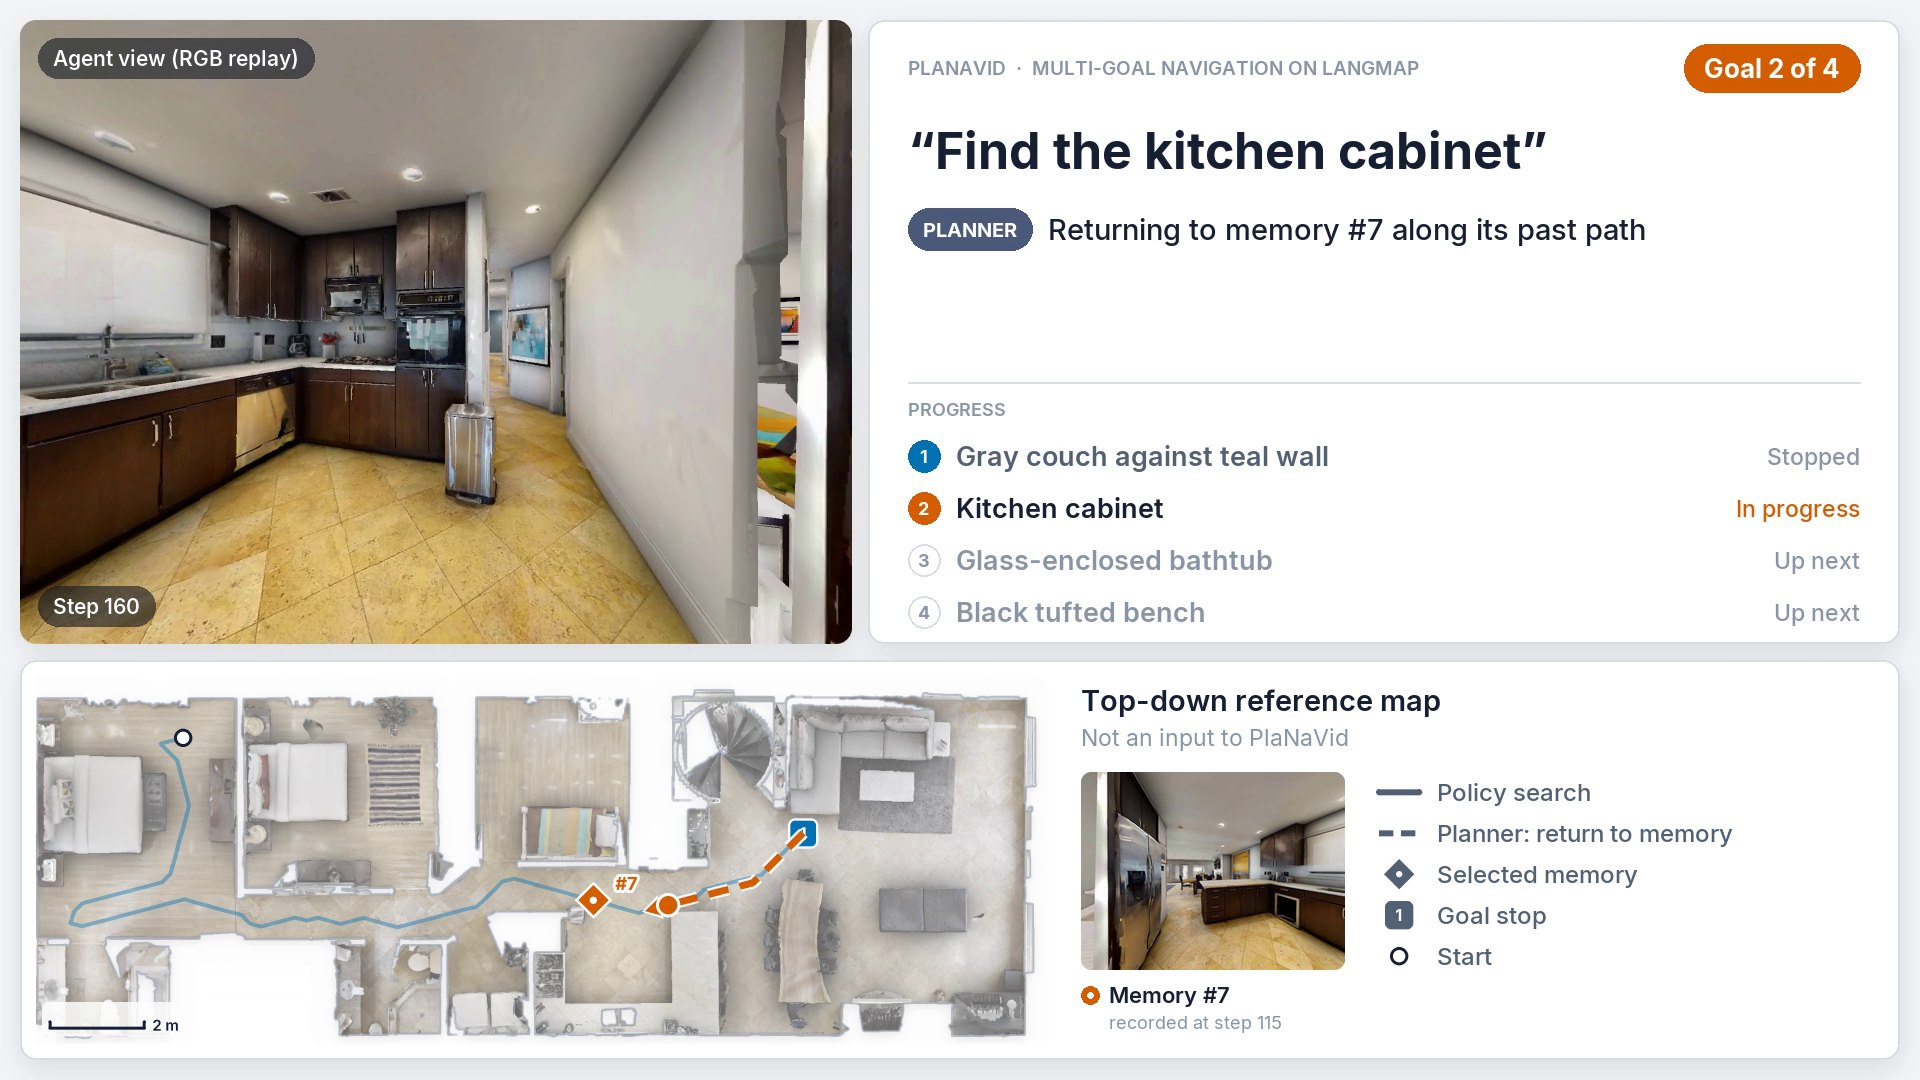 Agent view (RGB replay)
Step 160
PLANAVID · MULTI-GOAL NAVIGATION ON LANGMAP
Goal 2 of 4
“Find the kitchen cabinet”
PLANNER Returning to memory #7 along its past path
PROGRESS
1 Gray couch against teal wall Stopped
2 Kitchen cabinet In progress
3 Glass-enclosed bathtub Up next
4 Black tufted bench Up next
#7
2 m
Top-down reference map
Not an input to PlaNaVid
Memory #7
recorded at step 115
Policy search
Planner: return to memory
Selected memory
1 Goal stop
Start